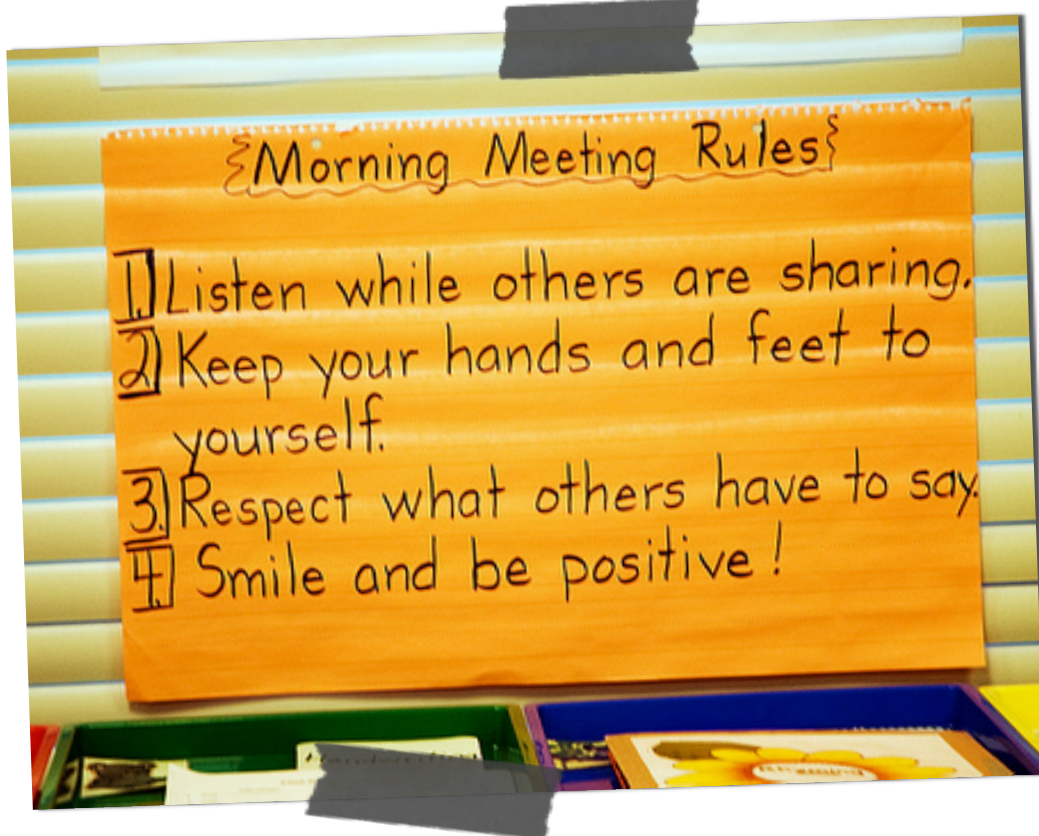 Morning Meeting Rules
1. Listen while others are sharing.
2. Keep your hands and feet to
yourself.
3. Respect what others have to say.
4. Smile and be positive!
Handwriting